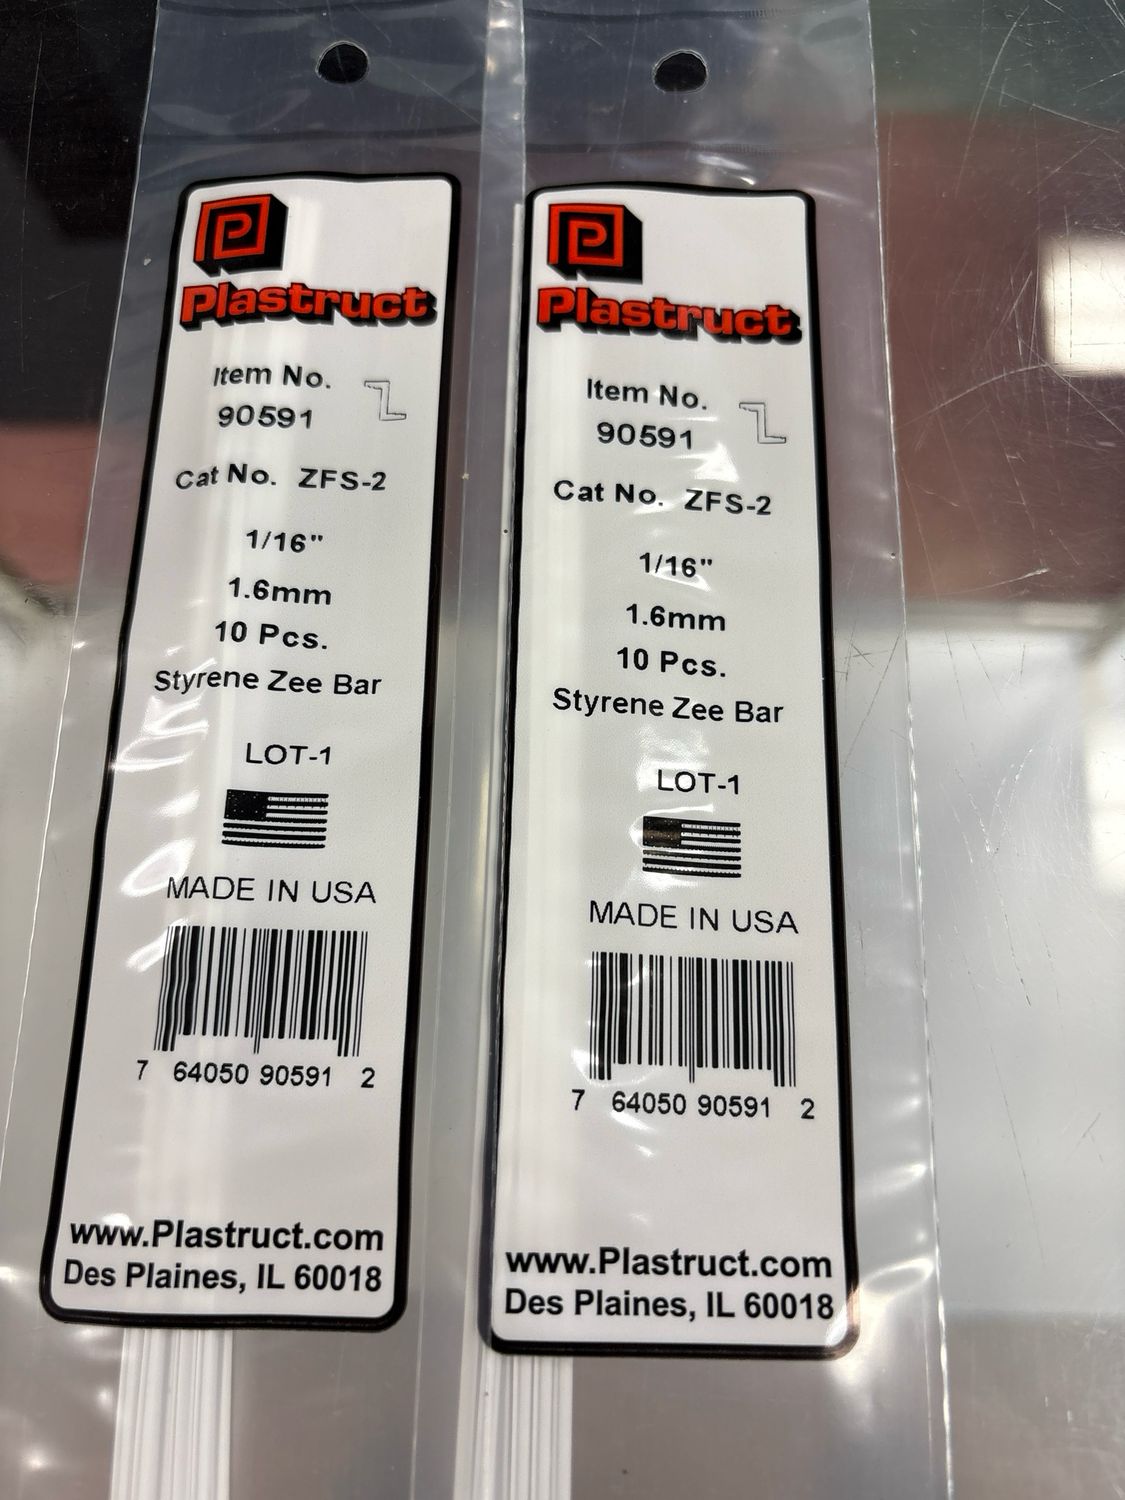 Plastruct
Item No.
90591
Cat No. ZFS-2
1/16"
1.6mm
10 Pcs.
Styrene Zee Bar
LOT-1
MADE IN USA
7 64050 90591 2
www.Plastruct.com
Des Plaines, IL 60018
Plastruct
Item No.
90591
Cat No. ZFS-2
1/16"
1.6mm
10 Pcs.
Styrene Zee Bar
LOT-1
MADE IN USA
7 64050 90591 2
www.Plastruct.com
Des Plaines, IL 60018